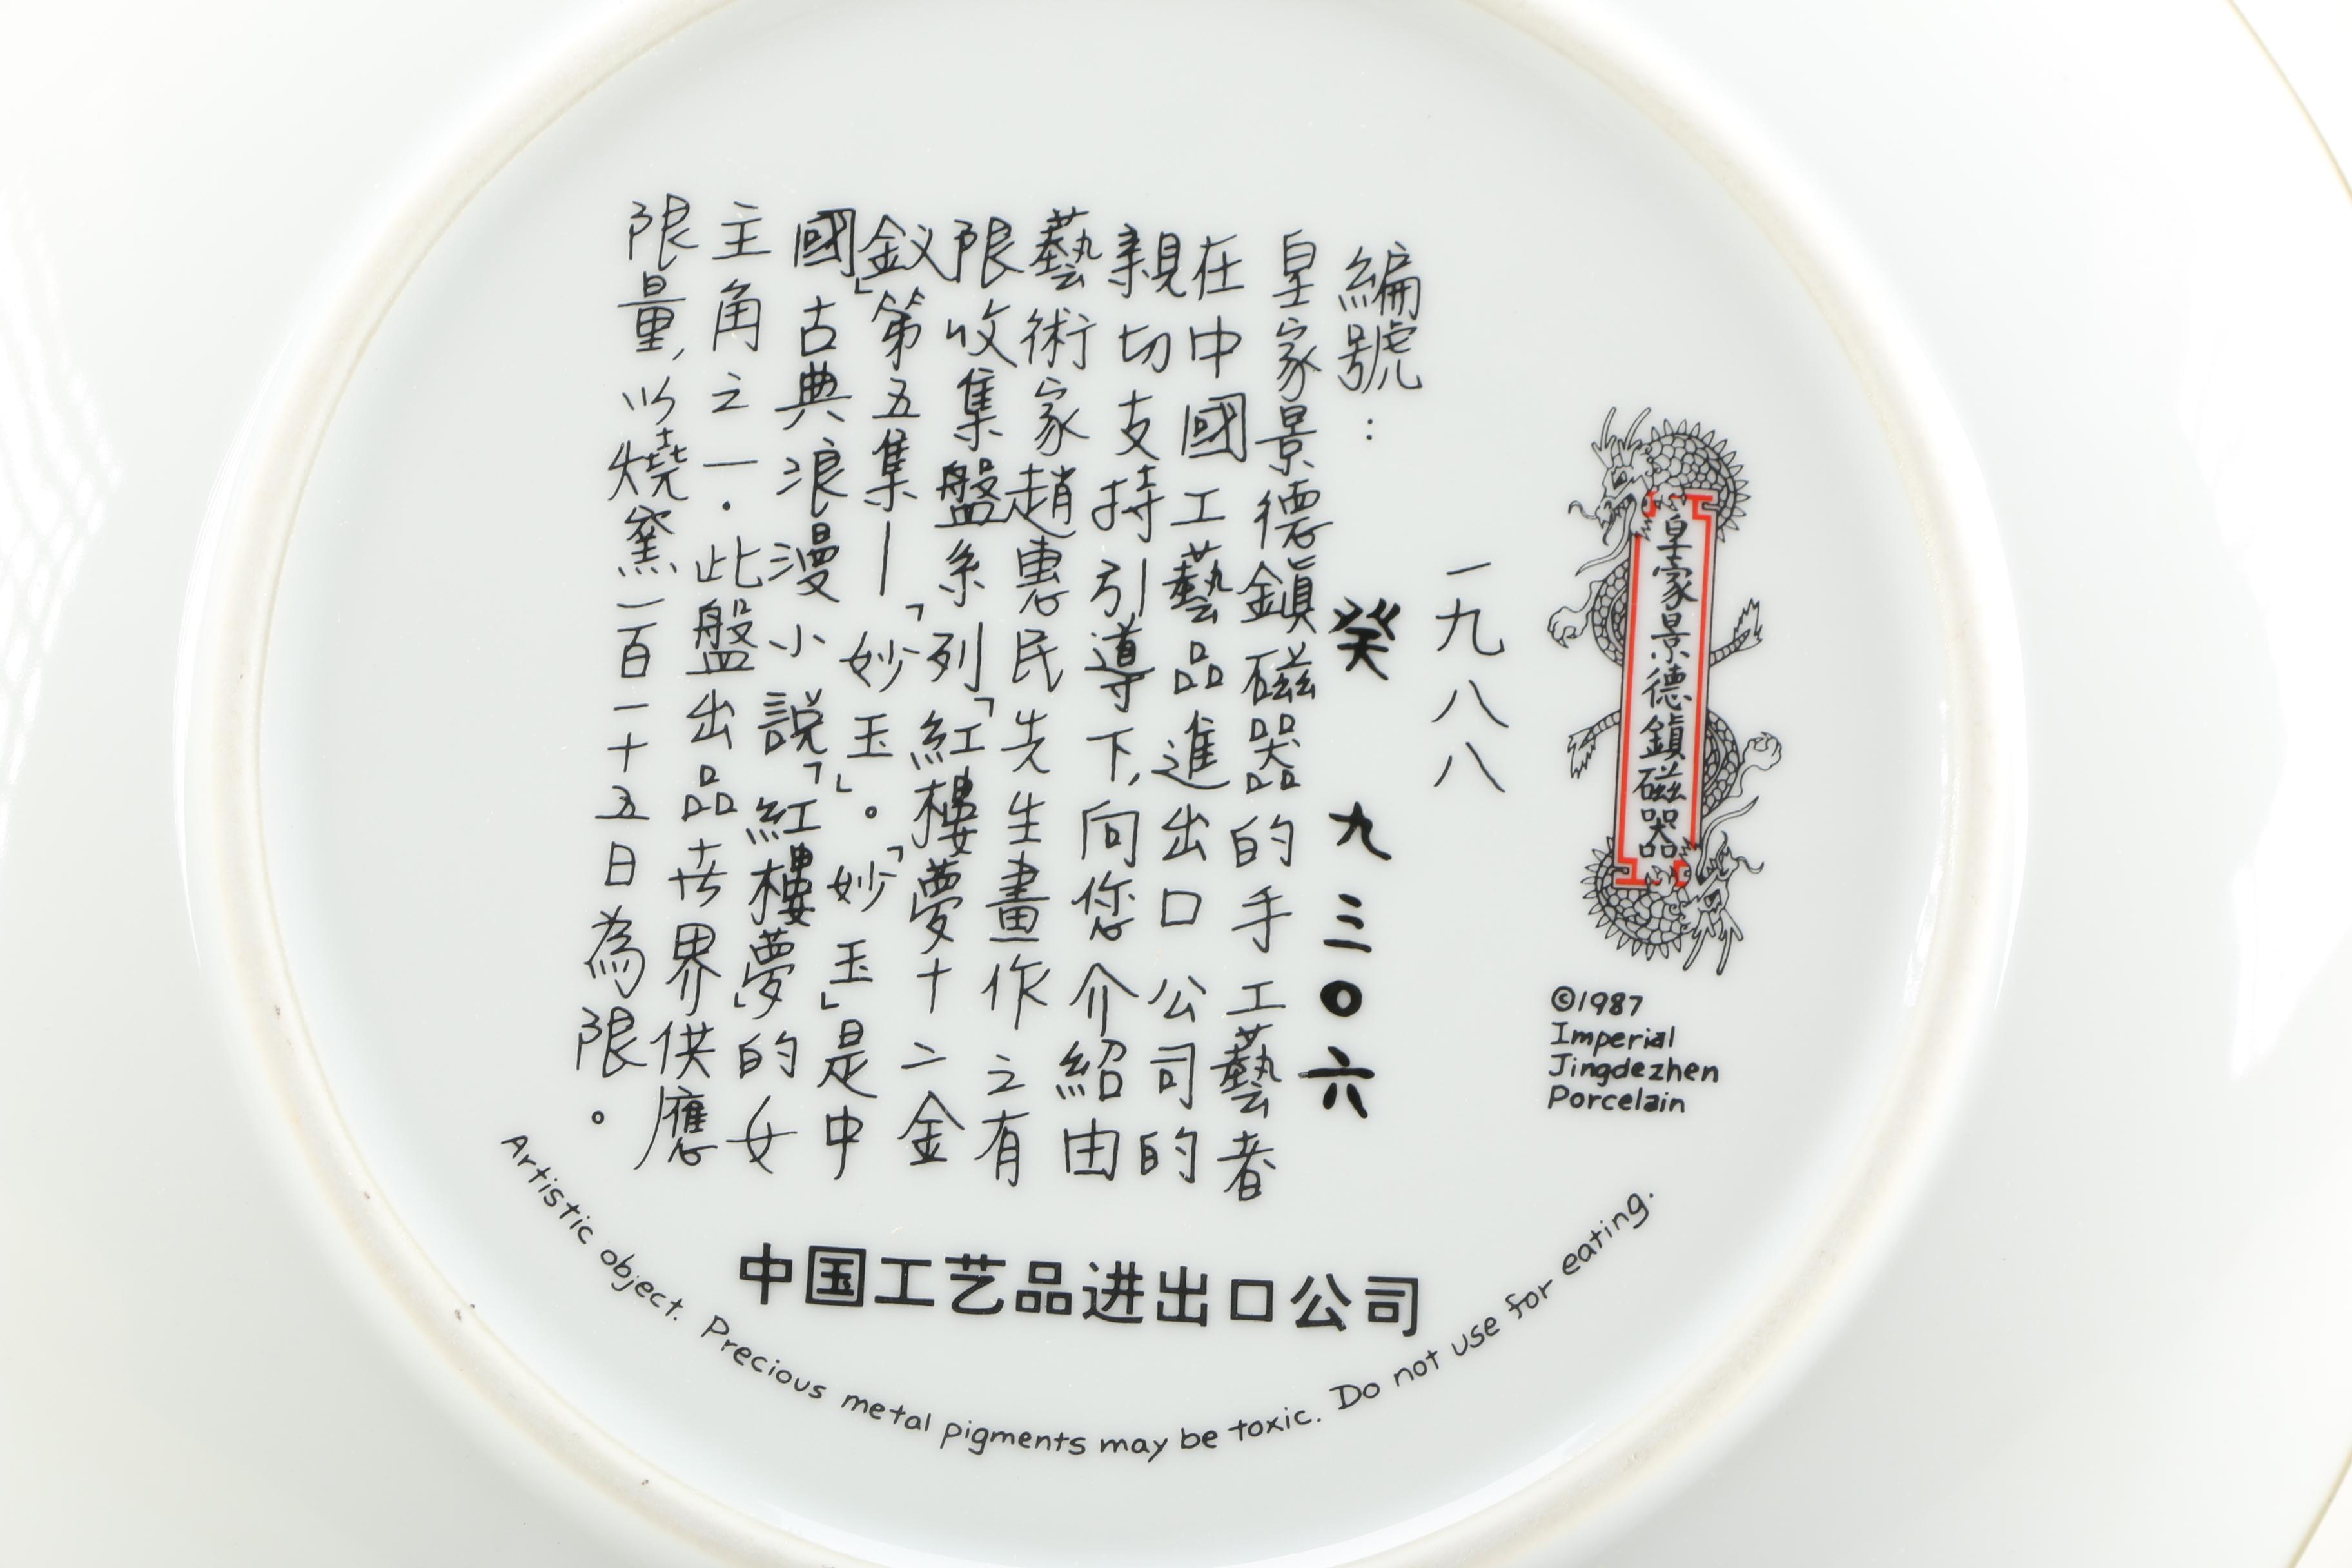 皇家景德鎮磁器
©1987
Imperial
Jingdezhen
Porcelain
一九八八
編號：癸九三〇六
皇家景德鎮磁器的手工藝者
在中國工藝品進出口公司的
親切支持引導下，向您介紹由
藝術家趙惠民先生畫作之有
限收集盤系列「紅樓夢十二金
釵」第五集—「妙玉」。「妙玉」是中
國古典浪漫小説「紅樓夢」的女
主角之一．此盤出品世界供應
限量，以燒窯一百一十五日為限。
中国工艺品进出口公司
Artistic object. Precious metal pigments may be toxic. Do not use for eating.